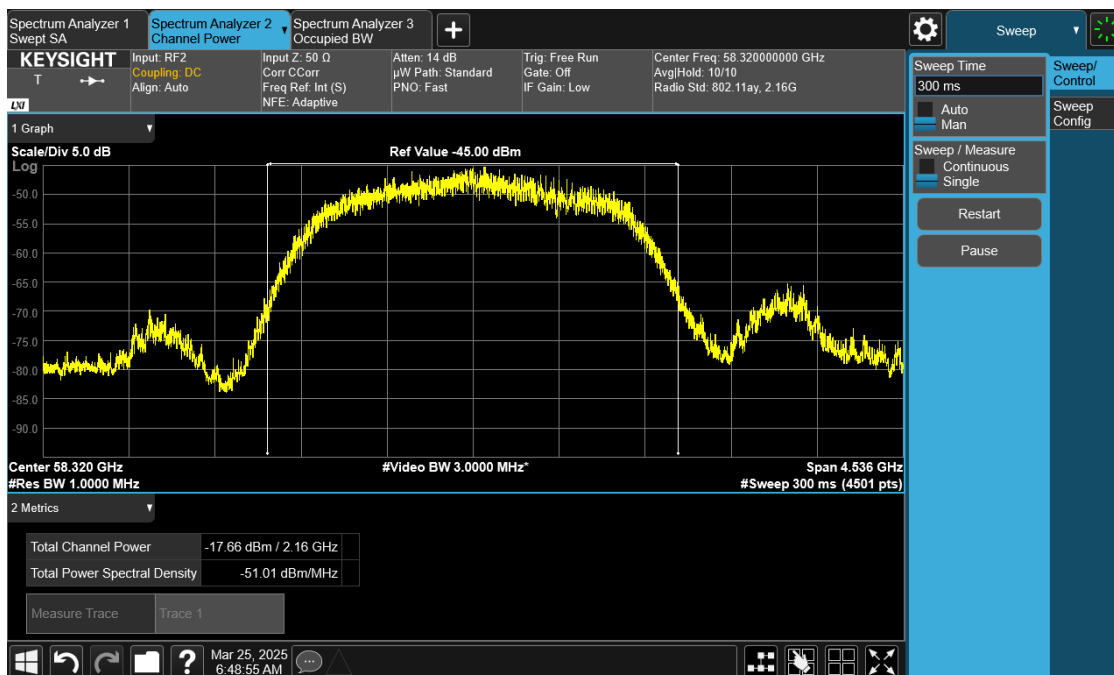 Spectrum Analyzer 1
Swept SA
Spectrum Analyzer 2
Channel Power
Spectrum Analyzer 3
Occupied BW
Sweep
KEYSIGHT
T
LXI
Input: RF2
Coupling: DC
Align: Auto
Input Z: 50 Ω
Corr CCorr
Freq Ref: Int (S)
NFE: Adaptive
Atten: 14 dB
µW Path: Standard
PNO: Fast
Trig: Free Run
Gate: Off
IF Gain: Low
Center Freq: 58.320000000 GHz
Avg|Hold: 10/10
Radio Std: 802.11ay, 2.16G
Sweep Time
300 ms
Auto
Man
Sweep / Measure
Continuous
Single
Restart
Pause
Sweep/
Control
Sweep
Config
1 Graph
Scale/Div 5.0 dB
Ref Value -45.00 dBm
Log
-50.0
-55.0
-60.0
-65.0
-70.0
-75.0
-80.0
-85.0
-90.0
Center 58.320 GHz
#Video BW 3.0000 MHz*
Span 4.536 GHz
#Res BW 1.0000 MHz
#Sweep 300 ms (4501 pts)
2 Metrics
Total Channel Power -17.66 dBm / 2.16 GHz
Total Power Spectral Density -51.01 dBm/MHz
Measure Trace Trace 1
?
Mar 25, 2025
6:48:55 AM